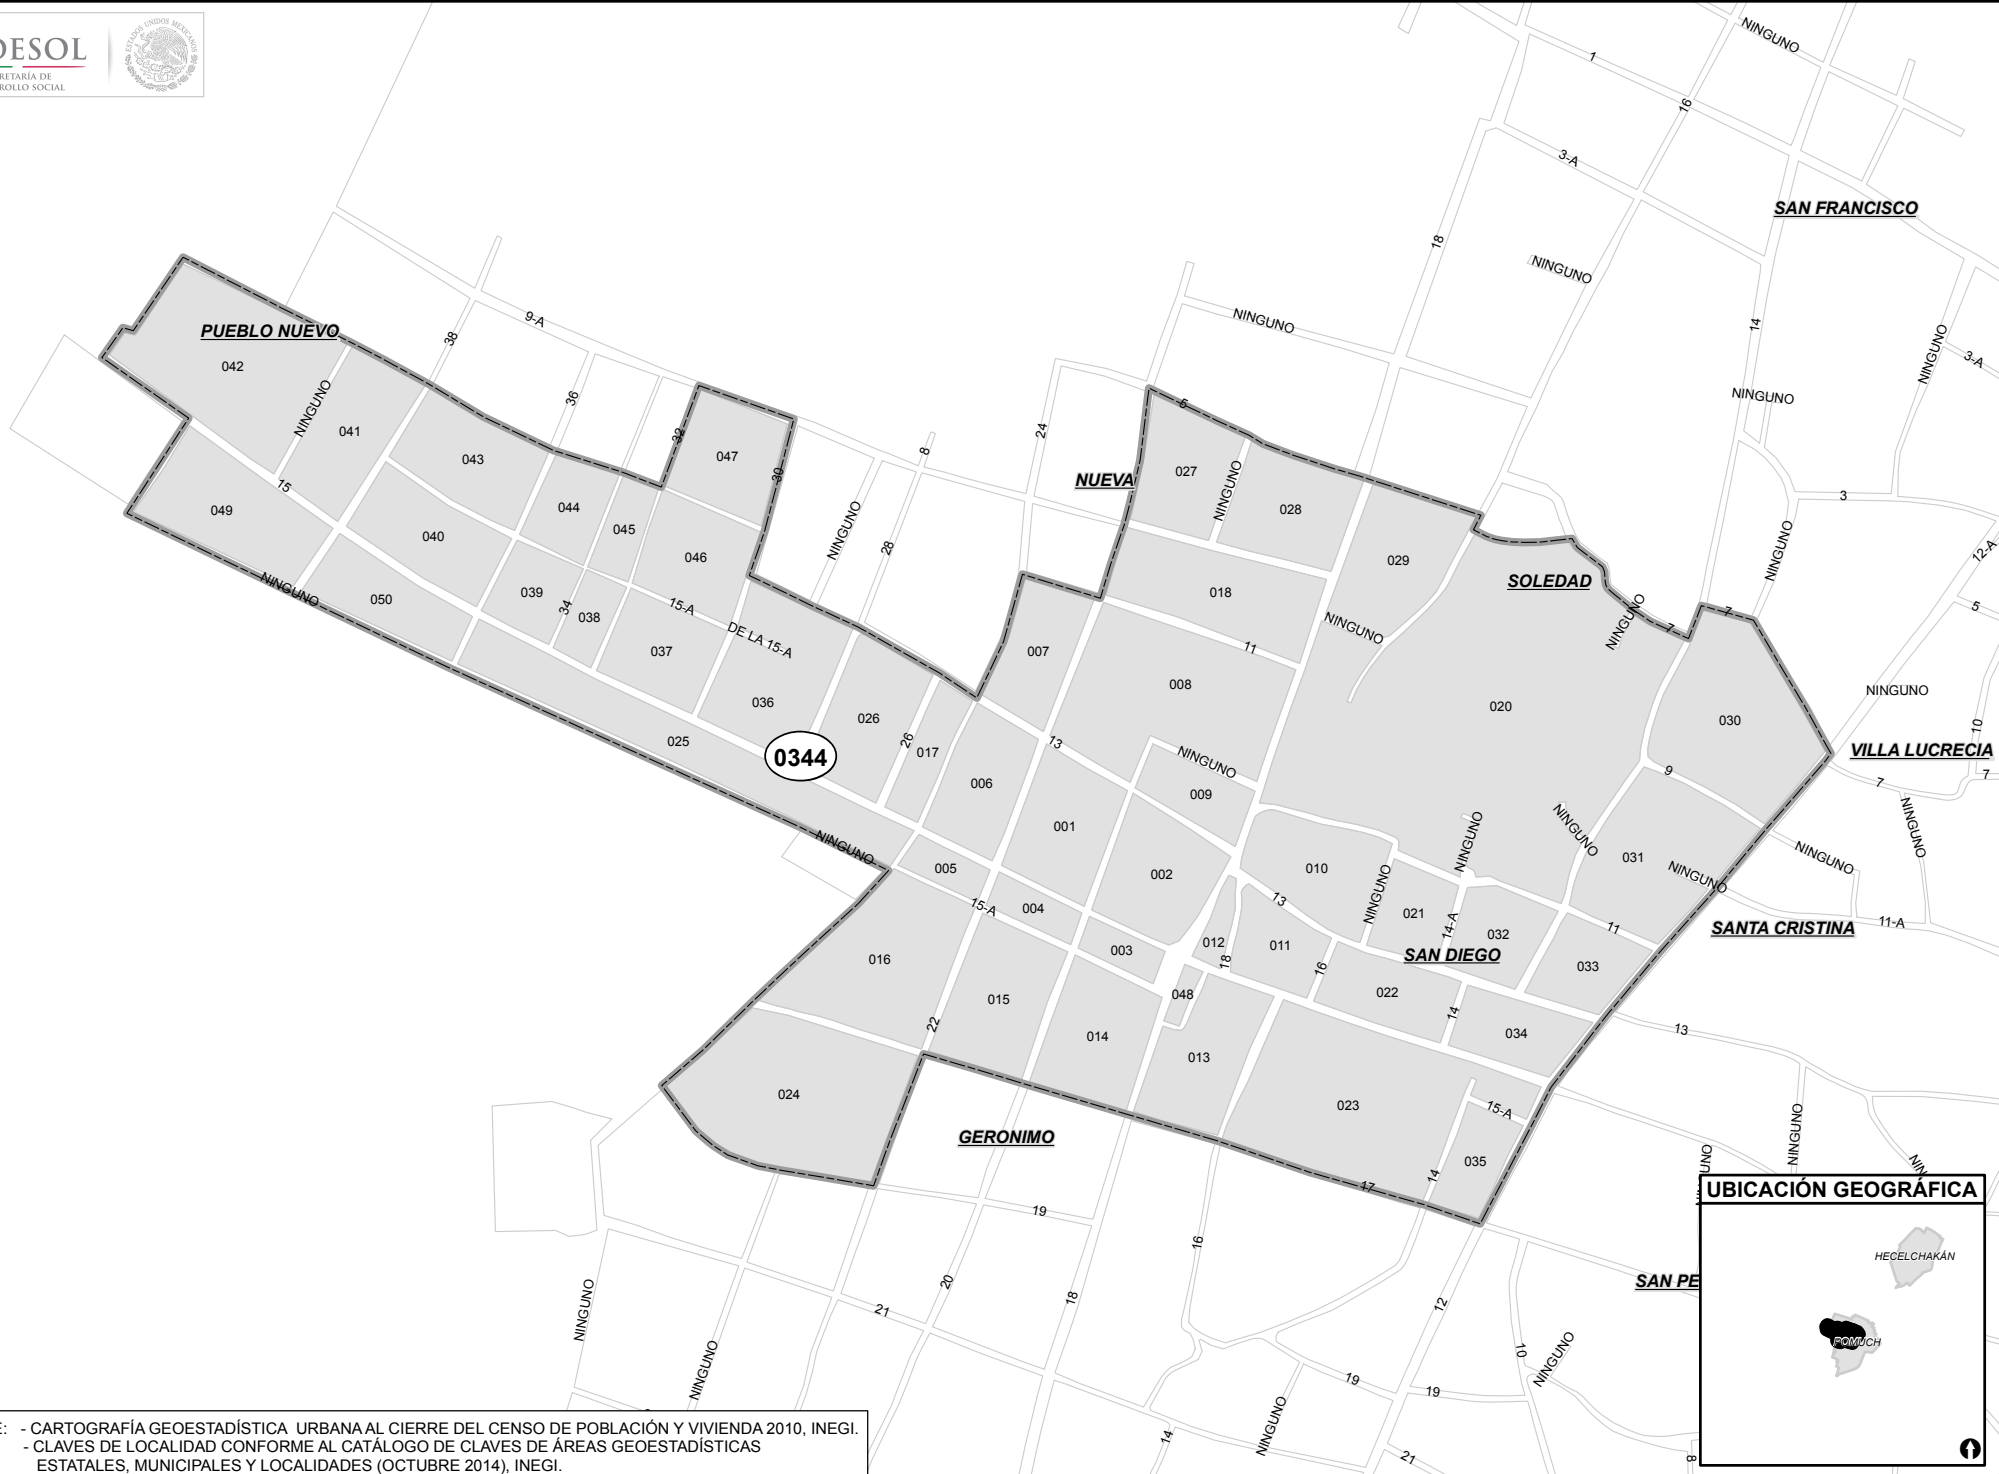 DESOL
RETARÍA DE
ROLLO SOCIAL
ESTADOS UNIDOS MEXICANOS
NINGUNO
1
16
3-A
SAN FRANCISCO
18
NINGUNO
14
NINGUNO
3-A
NINGUNO
NINGUNO
PUEBLO NUEVO
042
NINGUNO
041
38
9-A
36
32
047
30
043
15
049
044
045
040
046
NINGUNO
28
8
24
NUEVA
5
027
NINGUNO
028
029
3
NINGUNO
12-A
5
SOLEDAD
NINGUNO
7
7
NINGUNO
050
039
34
038
15-A
DE LA 15-A
037
036
018
NINGUNO
11
007
008
020
030
NINGUNO
10
VILLA LUCRECIA
7
7
025
0344
026
26
017
13
006
NINGUNO
009
9
NINGUNO
001
NINGUNO
NINGUNO
031
NINGUNO
NINGUNO
NINGUNO
005
002
010
NINGUNO
004
15-A
13
021
14-A
032
11
11-A
SANTA CRISTINA
SAN DIEGO
003
012
18
011
16
033
016
015
048
022
14
034
13
22
014
013
024
023
15-A
035
14
17
GERONIMO
NINGUNO
UNO
NIN
19
16
20
18
21
NINGUNO
NINGUNO
12
10
NINGUNO
19
19
NINGUNO
14
21
8
SAN PE
UBICACIÓN GEOGRÁFICA
HECELCHAKÁN
POMUCH
E: - CARTOGRAFÍA GEOESTADÍSTICA URBANA AL CIERRE DEL CENSO DE POBLACIÓN Y VIVIENDA 2010, INEGI.
- CLAVES DE LOCALIDAD CONFORME AL CATÁLOGO DE CLAVES DE ÁREAS GEOESTADÍSTICAS
ESTATALES, MUNICIPALES Y LOCALIDADES (OCTUBRE 2014), INEGI.